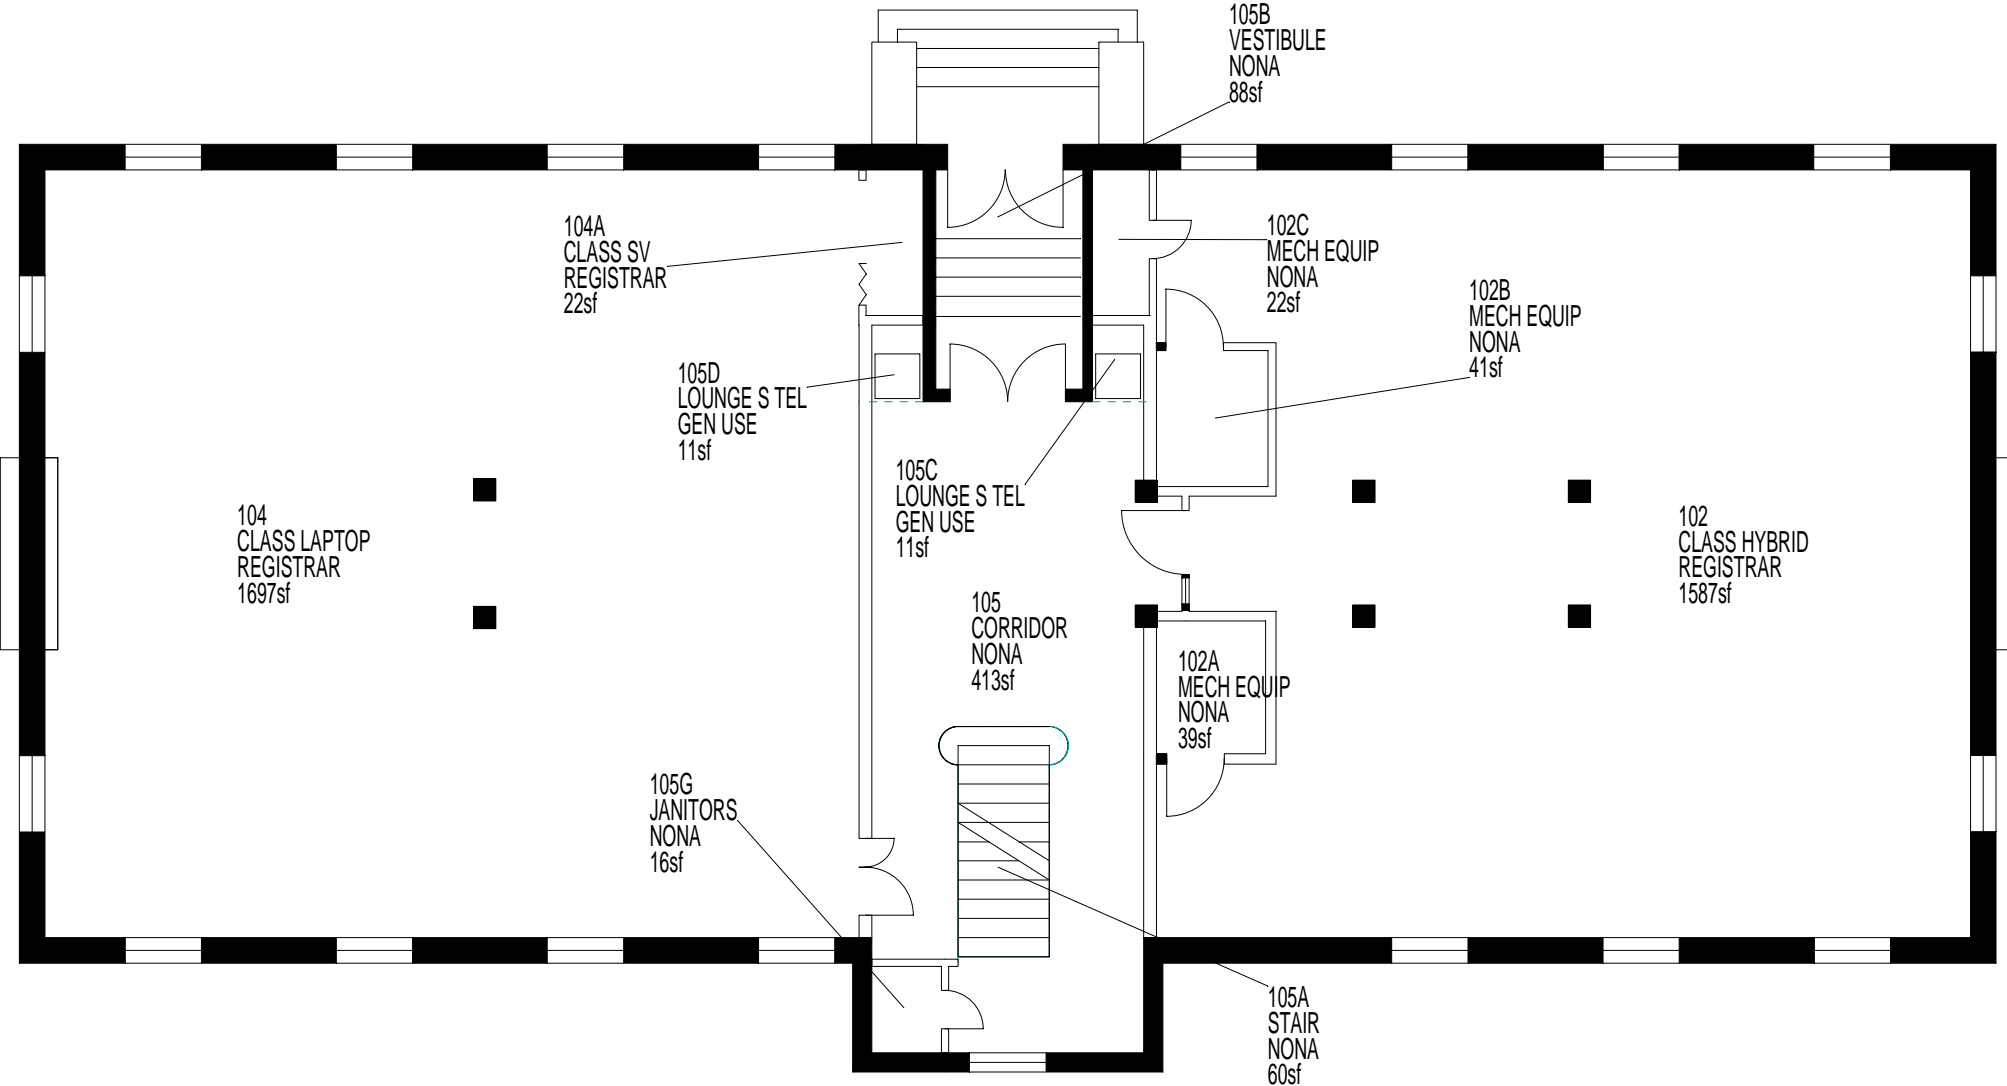 105B
VESTIBULE
NONA
88sf
104A
CLASS SV
REGISTRAR
22sf
102C
MECH EQUIP
NONA
22sf
102B
MECH EQUIP
NONA
41sf
105D
LOUNGE S TEL
GEN USE
11sf
105C
LOUNGE S TEL
GEN USE
11sf
104
CLASS LAPTOP
REGISTRAR
1697sf
102
CLASS HYBRID
REGISTRAR
1587sf
105
CORRIDOR
NONA
413sf
102A
MECH EQUIP
NONA
39sf
105G
JANITORS
NONA
16sf
105A
STAIR
NONA
60sf